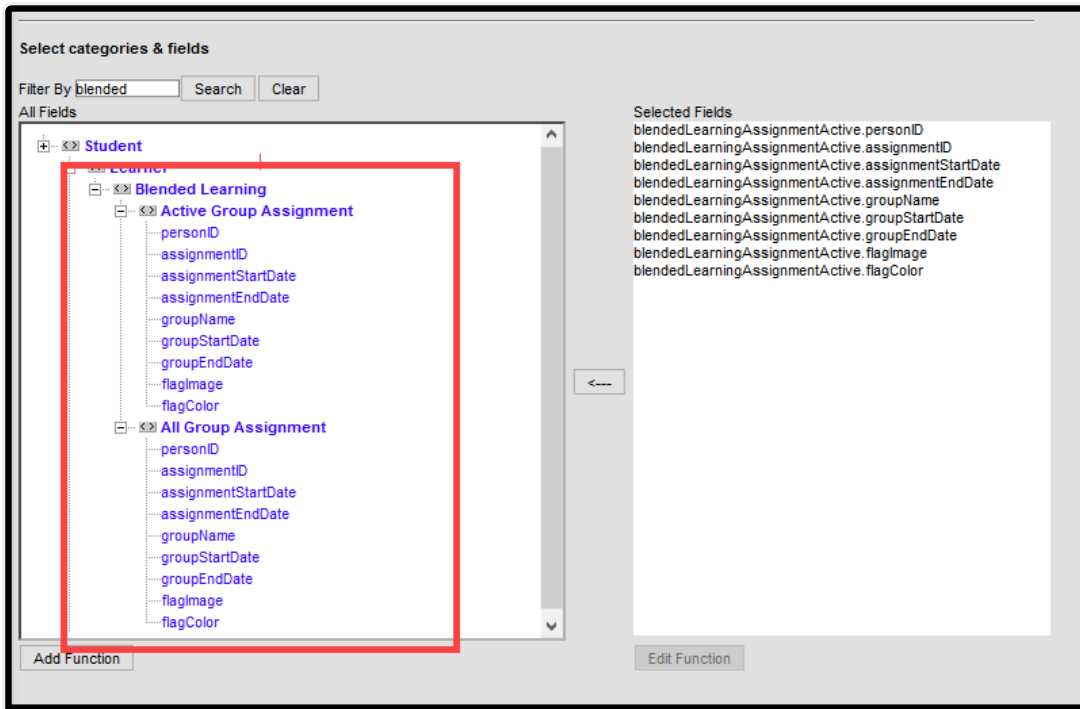 Select categories & fields
Filter By blended Search Clear
All Fields
Student
Learner
Blended Learning
Active Group Assignment
personID
assignmentID
assignmentStartDate
assignmentEndDate
groupName
groupStartDate
groupEndDate
flagImage
flagColor
All Group Assignment
personID
assignmentID
assignmentStartDate
assignmentEndDate
groupName
groupStartDate
groupEndDate
flagImage
flagColor
Add Function
<---
Selected Fields
blendedLearningAssignmentActive.personID
blendedLearningAssignmentActive.assignmentID
blendedLearningAssignmentActive.assignmentStartDate
blendedLearningAssignmentActive.assignmentEndDate
blendedLearningAssignmentActive.groupName
blendedLearningAssignmentActive.groupStartDate
blendedLearningAssignmentActive.groupEndDate
blendedLearningAssignmentActive.flagImage
blendedLearningAssignmentActive.flagColor
Edit Function